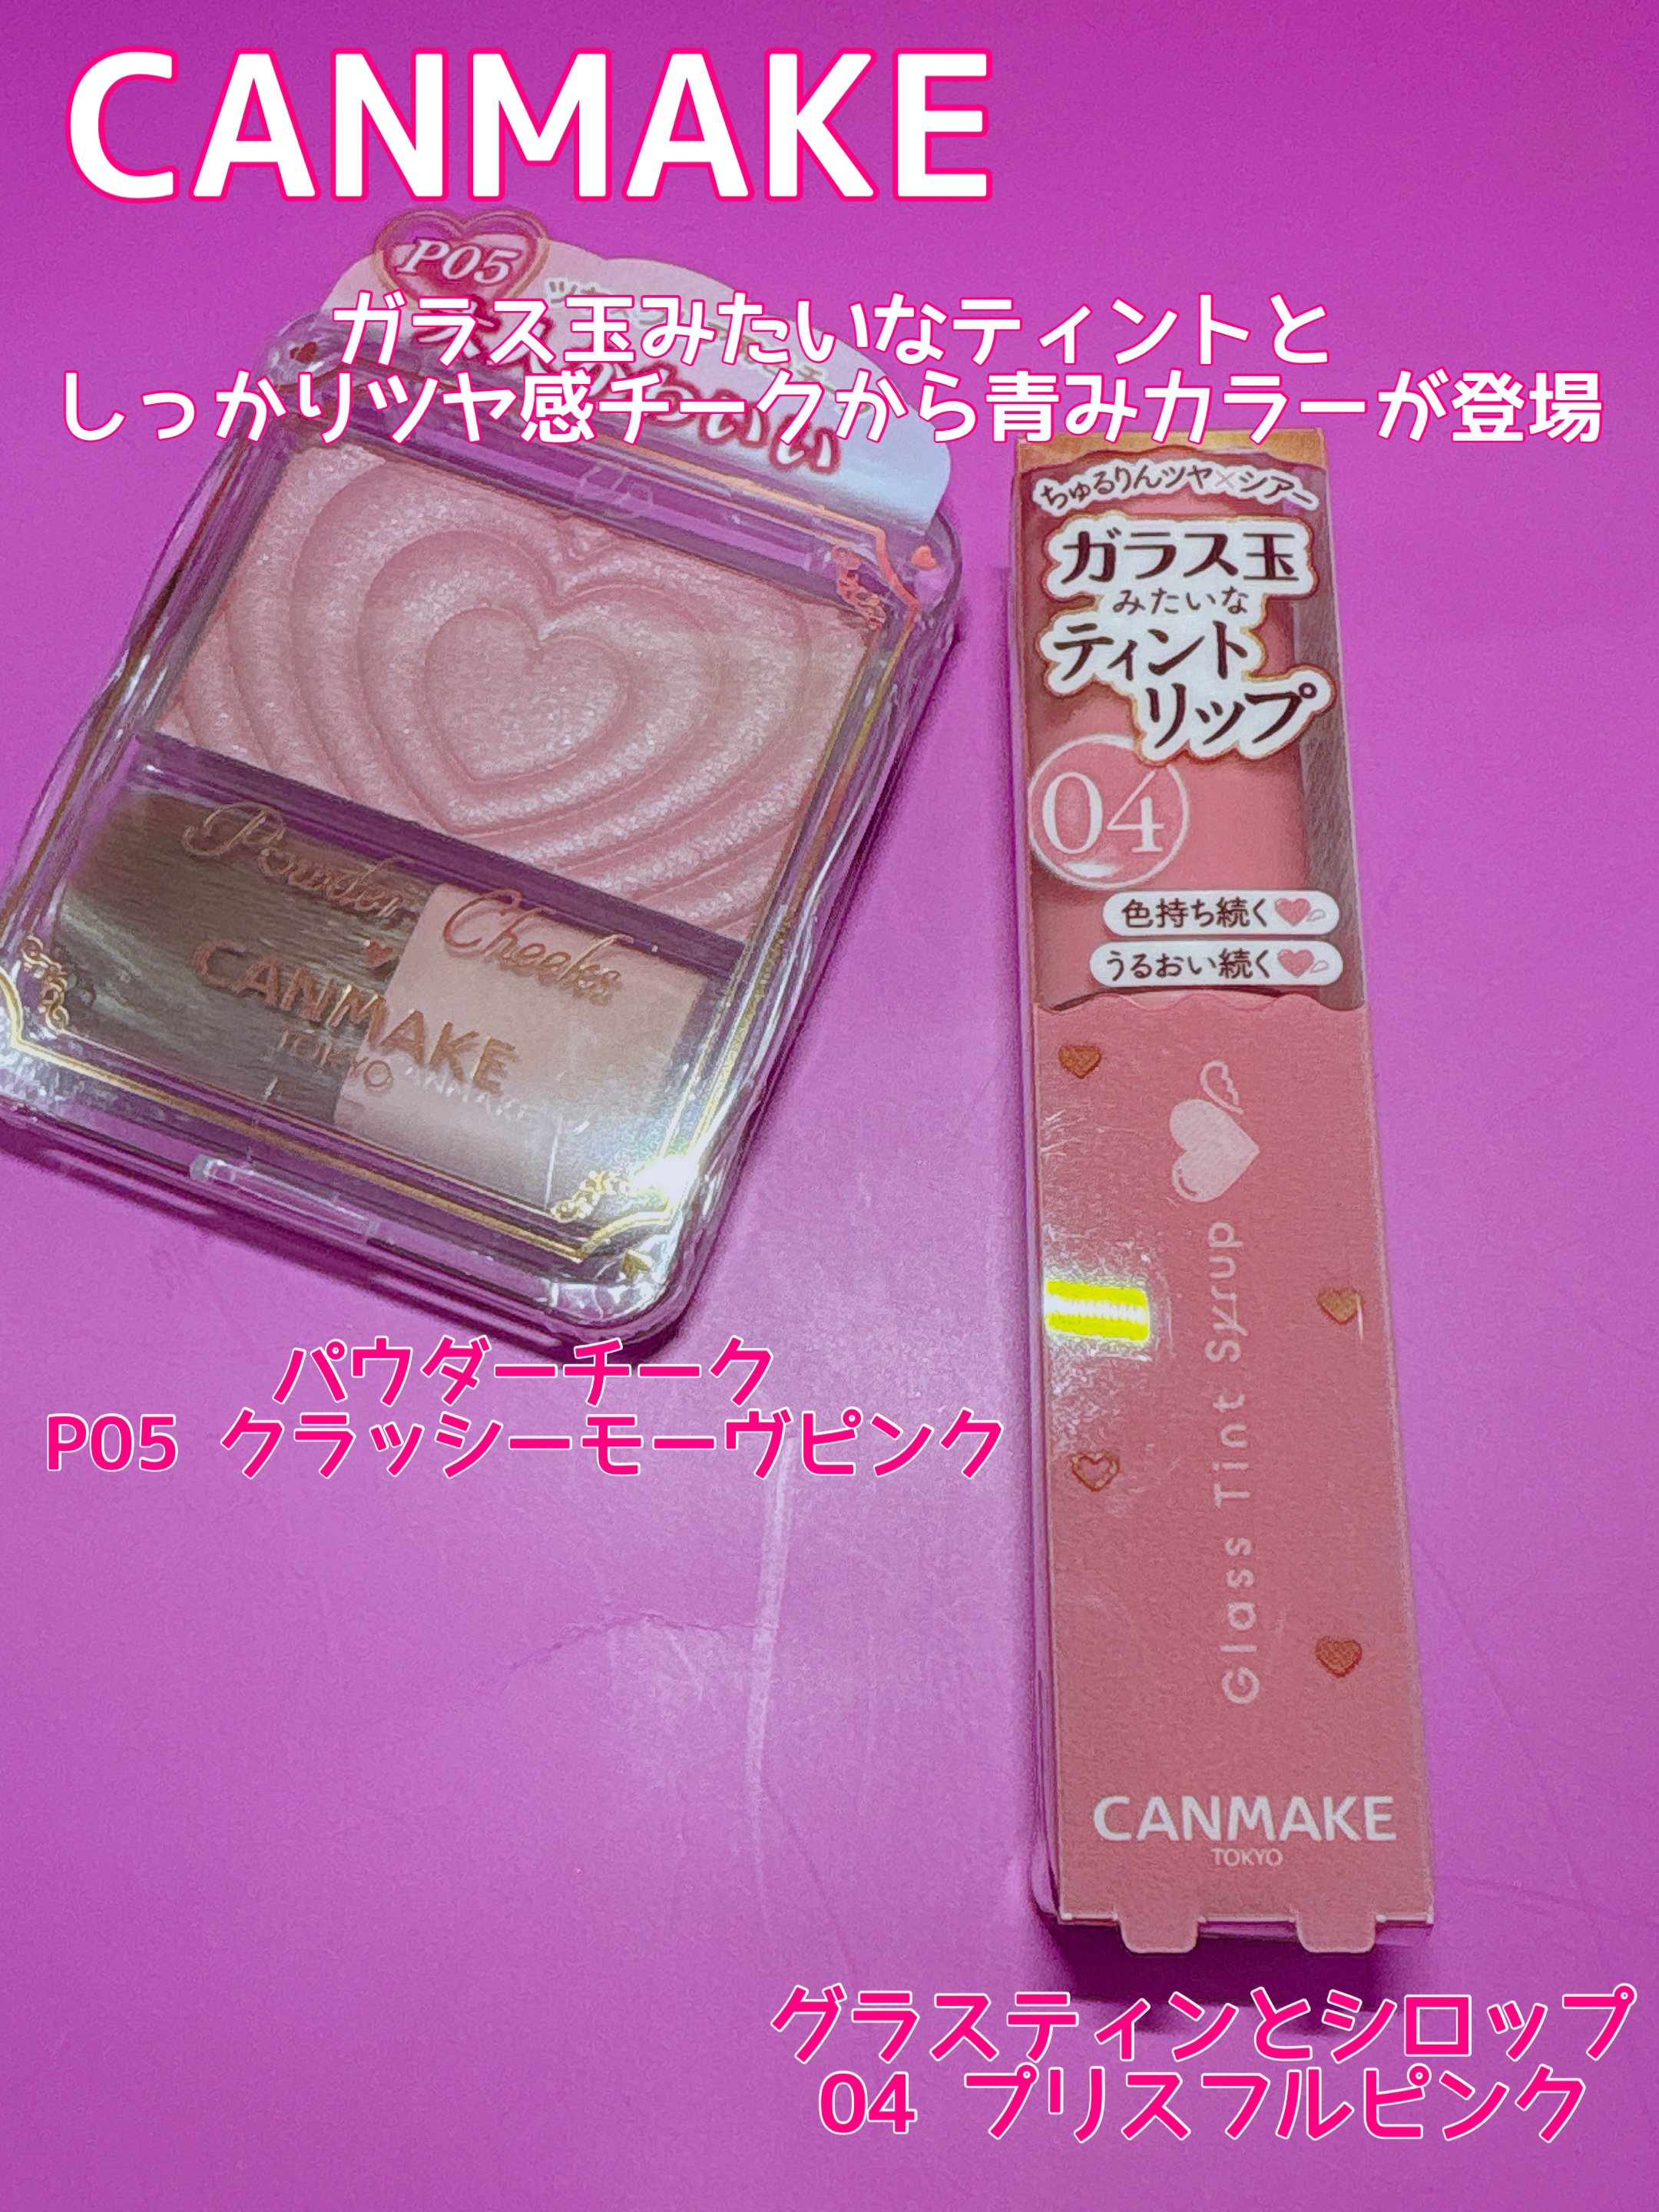 CANMAKE
P05
ガラス玉みたいなティントと
しっかりツヤ感チークから青みカラーが登場
ちゅるりんツヤ×シアー
ガラス玉
みたいな
ティント
リップ
04
色持ち続く
うるおい続く
Powder Cheeks
CANMAKE
TOKYO
CANMAKE
Glass Tint Syrup
パウダーチーク
P05 クラッシーモーヴピンク
CANMAKE
TOKYO
グラスティンとシロップ
04 プリスフルピンク